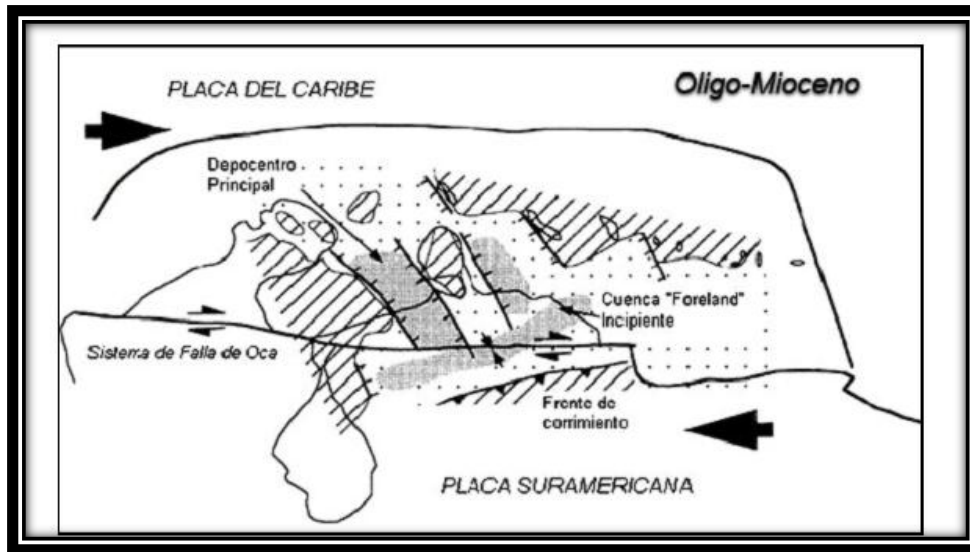 PLACA DEL CARIBE
Oligo-Mioceno
Depocentro
Principal
Cuenca "Foreland"
Incipiente
Sistema de Falla de Oca
Frente de
corrimiento
PLACA SURAMERICANA